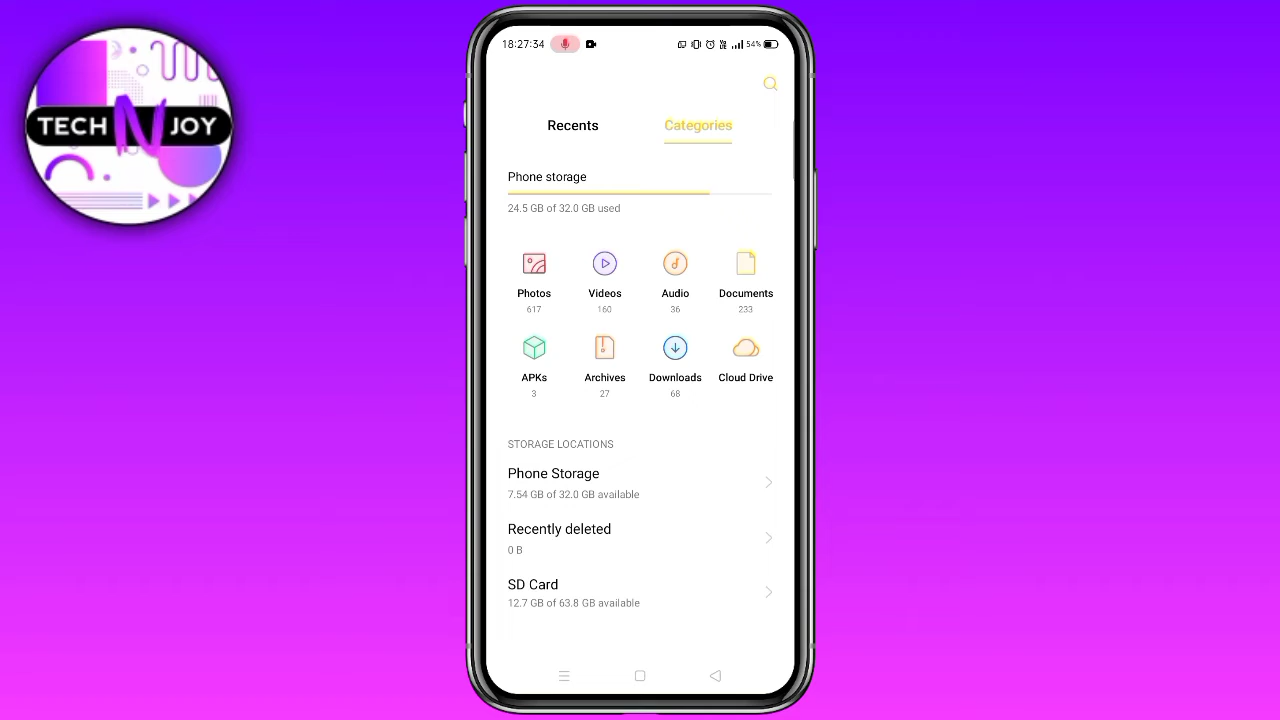 TECH N JOY
18:27:34
54%
Recents
Categories
Phone storage
24.5 GB of 32.0 GB used
Photos
Videos
Audio
Documents
617
160
36
233
APKs
Archives
Downloads
Cloud Drive
3
27
68
STORAGE LOCATIONS
Phone Storage
7.54 GB of 32.0 GB available
Recently deleted
0 B
SD Card
12.7 GB of 63.8 GB available